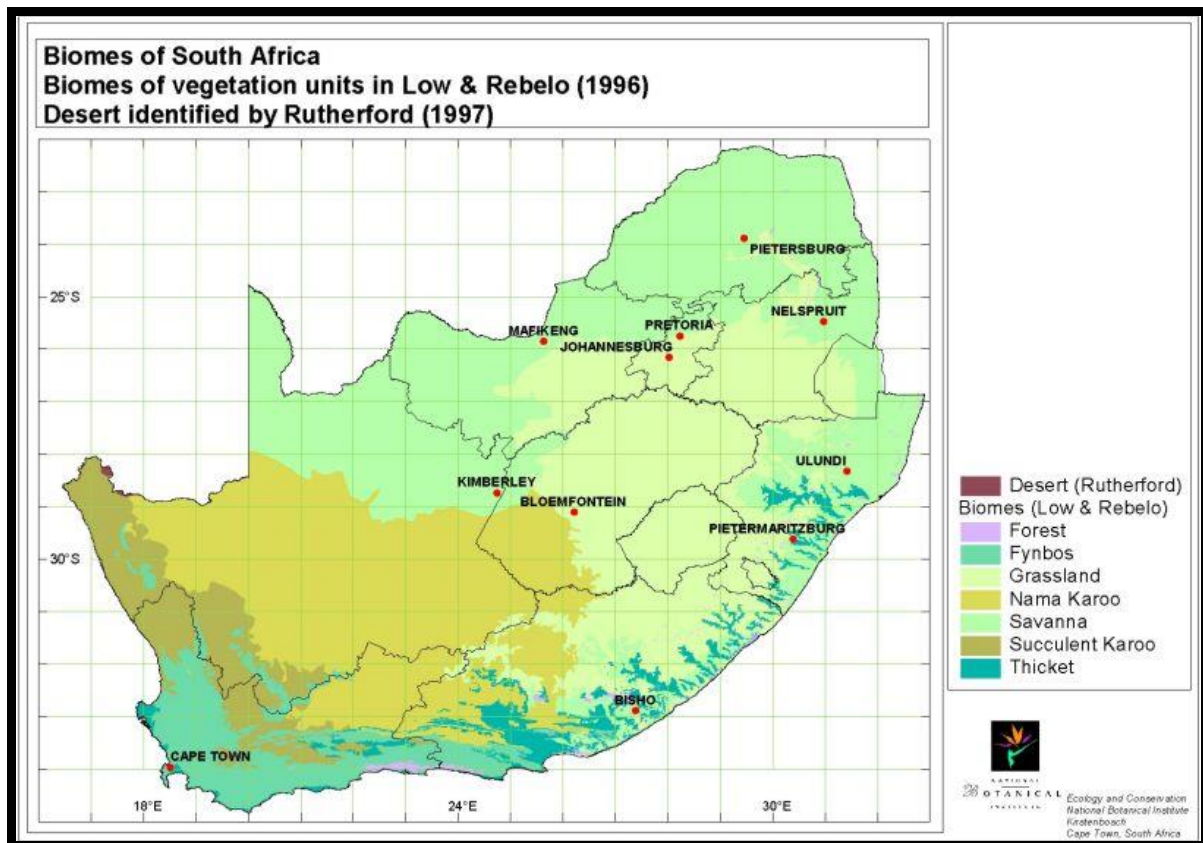 Biomes of South Africa
Biomes of vegetation units in Low & Rebelo (1996)
Desert identified by Rutherford (1997)
PIETERSBURG
25°S
NELSPRUIT
MAFIKENG
PRETORIA
JOHANNESBURG
ULUNDI
KIMBERLEY
BLOEMFONTEIN
PIETERMARITZBURG
30°S
BISHO
CAPE TOWN
18°E
24°E
30°E
Desert (Rutherford)
Biomes (Low & Rebelo)
Forest
Fynbos
Grassland
Nama Karoo
Savanna
Succulent Karoo
Thicket
NATIONAL
BOTANICAL
INSTITUTE
Ecology and Conservation
National Botanical Institute
Kirstenbosch
Cape Town, South Africa